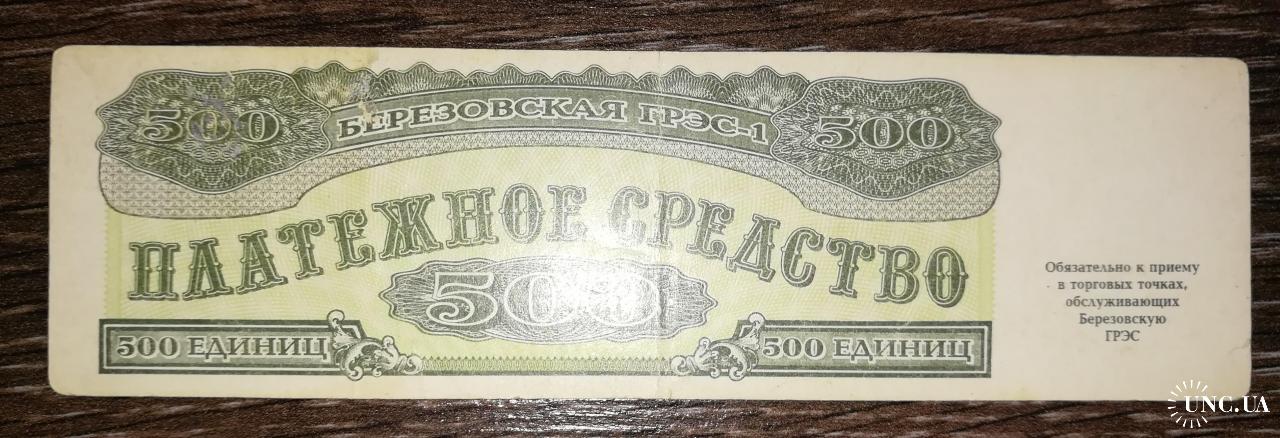 500 БЕРЕЗОВСКАЯ ГРЭС-1 500
ПЛАТЕЖНОЕ СРЕДСТВО
500
500 ЕДИНИЦ 500 ЕДИНИЦ
Обязательно к приему
в торговых точках,
обслуживающих
Березовскую
ГРЭС
UNC.UA